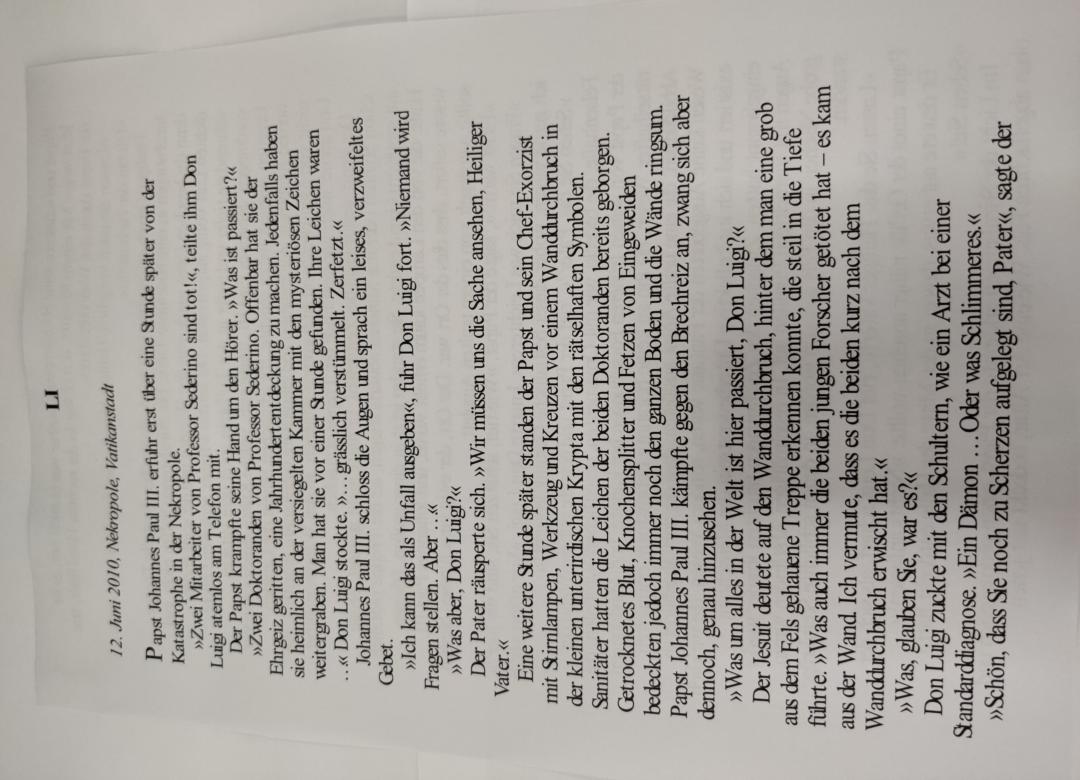 LI
12. Juni 2010, Nekropole, Vatikanstadt
Papst Johannes Paul III. erfuhr erst über eine Stunde später von der
Katastrophe in der Nekropole.
»Zwei Mitarbeiter von Professor Sederino sind tot!«, teilte ihm Don
Luigi atemlos am Telefon mit.
Der Papst krampfte seine Hand um den Hörer. »Was ist passiert?«
»Zwei Doktoranden von Professor Sederino. Offenbar hat sie der
Ehrgeiz geritten, eine Jahrhundertentdeckung zu machen. Jedenfalls haben
sie heimlich an der versiegelten Kammer mit den mysteriösen Zeichen
weitergraben. Man hat sie vor einer Stunde gefunden. Ihre Leichen waren
…« Don Luigi stockte. »…grässlich verstümmelt. Zerfetzt.«
Johannes Paul III. schloss die Augen und sprach ein leises, verzweifeltes
Gebet.
»Ich kann das als Unfall ausgeben«, fuhr Don Luigi fort. »Niemand wird
Fragen stellen. Aber …«
»Was aber, Don Luigi?«
Der Pater räusperte sich. »Wir müssen uns die Sache ansehen, Heiliger
Vater.«
Eine weitere Stunde später standen der Papst und sein Chef-Exorzist
mit Stirnlampen, Werkzeug und Kreuzen vor einem Wanddurchbruch in
der kleinen unterirdischen Krypta mit den rätselhaften Symbolen.
Sanitäter hatten die Leichen der beiden Doktoranden bereits geborgen.
Getrocknetes Blut, Knochensplitter und Fetzen von Eingeweiden
bedeckten jedoch immer noch den ganzen Boden und die Wände ringsum.
Papst Johannes Paul III. kämpfte gegen den Brechreiz an, zwang sich aber
dennoch, genau hinzusehen.
»Was um alles in der Welt ist hier passiert, Don Luigi?«
Der Jesuit deutete auf den Wanddurchbruch, hinter dem man eine grob
aus dem Fels gehauene Treppe erkennen konnte, die steil in die Tiefe
führte. »Was auch immer die beiden jungen Forscher getötet hat – es kam
aus der Wand. Ich vermute, dass es die beiden kurz nach dem
Wanddurchbruch erwischt hat.«
»Was, glauben Sie, war es?«
Don Luigi zuckte mit den Schultern, wie ein Arzt bei einer
Standarddiagnose. »Ein Dämon … Oder was Schlimmeres.«
»Schön, dass Sie noch zu Scherzen aufgelegt sind, Pater«, sagte der